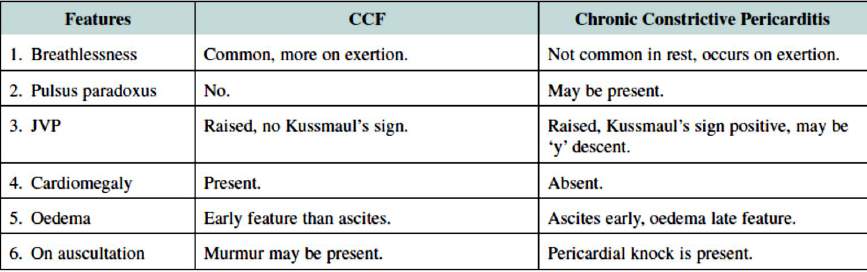 Features CCF Chronic Constrictive Pericarditis
1. Breathlessness Common, more on exertion. Not common in rest, occurs on exertion.
2. Pulsus paradoxus No. May be present.
3. JVP Raised, no Kussmaul’s sign. Raised, Kussmaul’s sign positive, may be
‘y’ descent.
4. Cardiomegaly Present. Absent.
5. Oedema Early feature than ascites. Ascites early, oedema late feature.
6. On auscultation Murmur may be present. Pericardial knock is present.